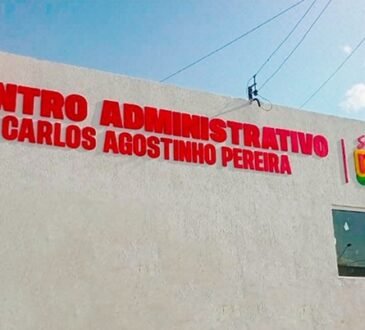 NTRO ADMINISTRATIVO
CARLOS AGOSTINHO PEREIRA